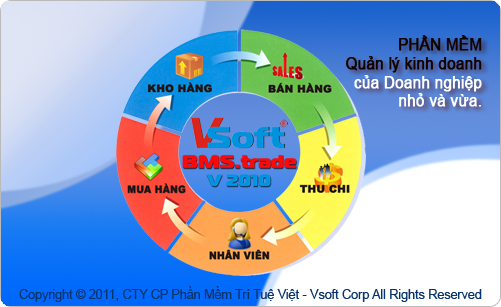 PHẦN MỀM
Quản lý kinh doanh
của Doanh nghiệp
nhỏ và vừa.
KHO HÀNG
SALES
BÁN HÀNG
VSoft®
BMS.trade
V 2010
MUA HÀNG
THU CHI
NHÂN VIÊN
Copyright © 2011, CTY CP Phần Mềm Trí Tuệ Việt - Vsoft Corp All Rights Reserved